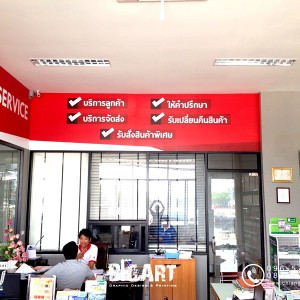 SERVICE
บริการลูกค้า
ให้คำปรึกษา
บริการจัดส่ง
รับเปลี่ยนคืนสินค้า
รับสั่งสินค้าพิเศษ
BIGART
GRAPHIC DESIGN & PRINTING